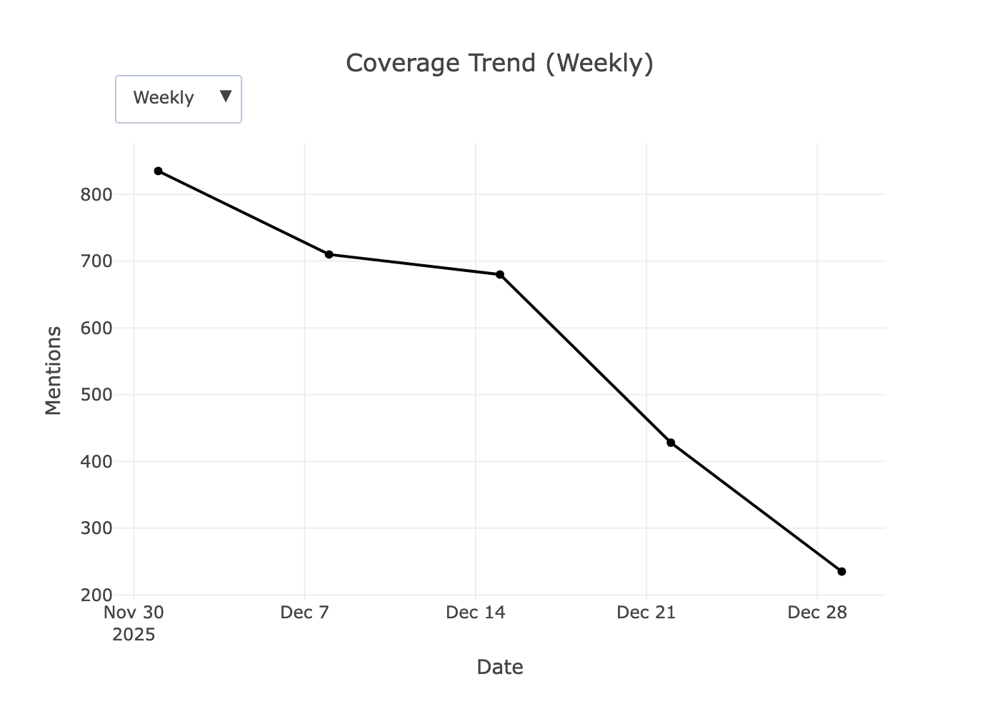 Coverage Trend (Weekly)
Weekly ▼
800
700
600
500
400
300
200
Mentions
Nov 30
2025
Dec 7
Dec 14
Dec 21
Dec 28
Date